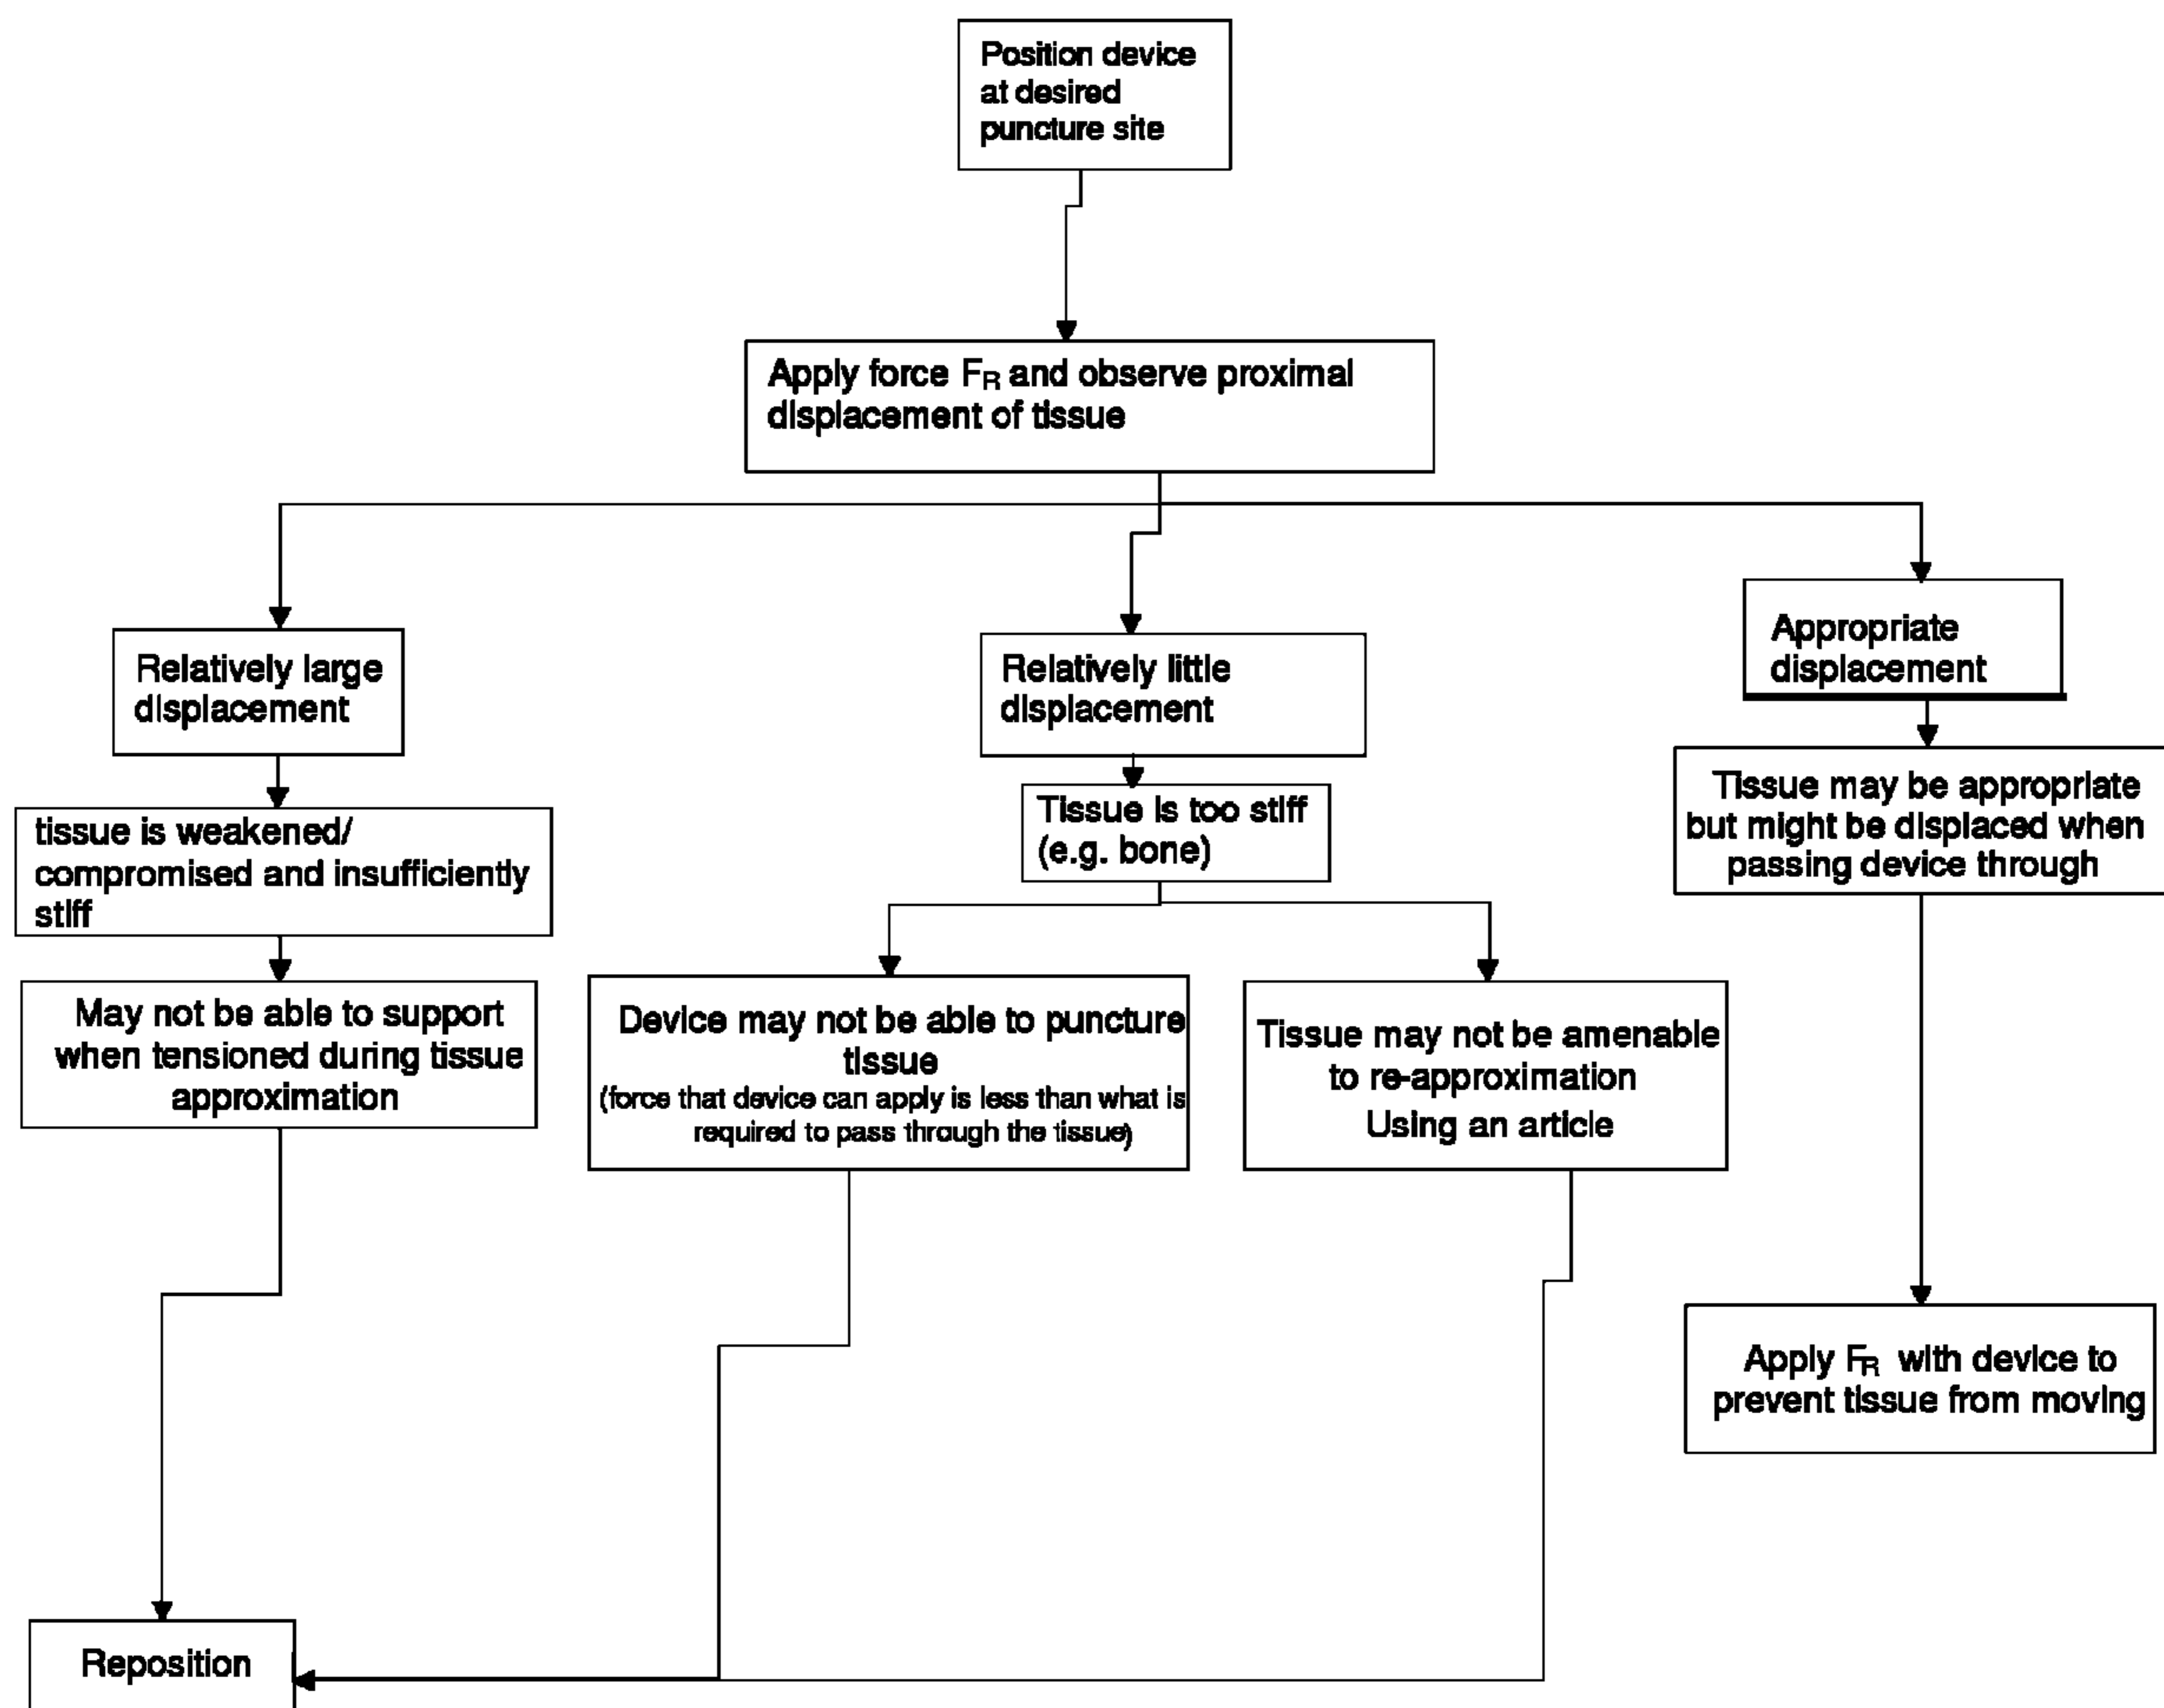 Position device
at desired
puncture site
Apply force FR and observe proximal
displacement of tissue
Relatively large
displacement
Relatively little
displacement
Appropriate
displacement
tissue is weakened/
compromised and insufficiently
stiff
Tissue is too stiff
(e.g. bone)
Tissue may be appropriate
but might be displaced when
passing device through
May not be able to support
when tensioned during tissue
approximation
Device may not be able to puncture
tissue
(force that device can apply is less than what is
required to pass through the tissue)
Tissue may not be amenable
to re-approximation
Using an article
Apply FR with device to
prevent tissue from moving
Reposition